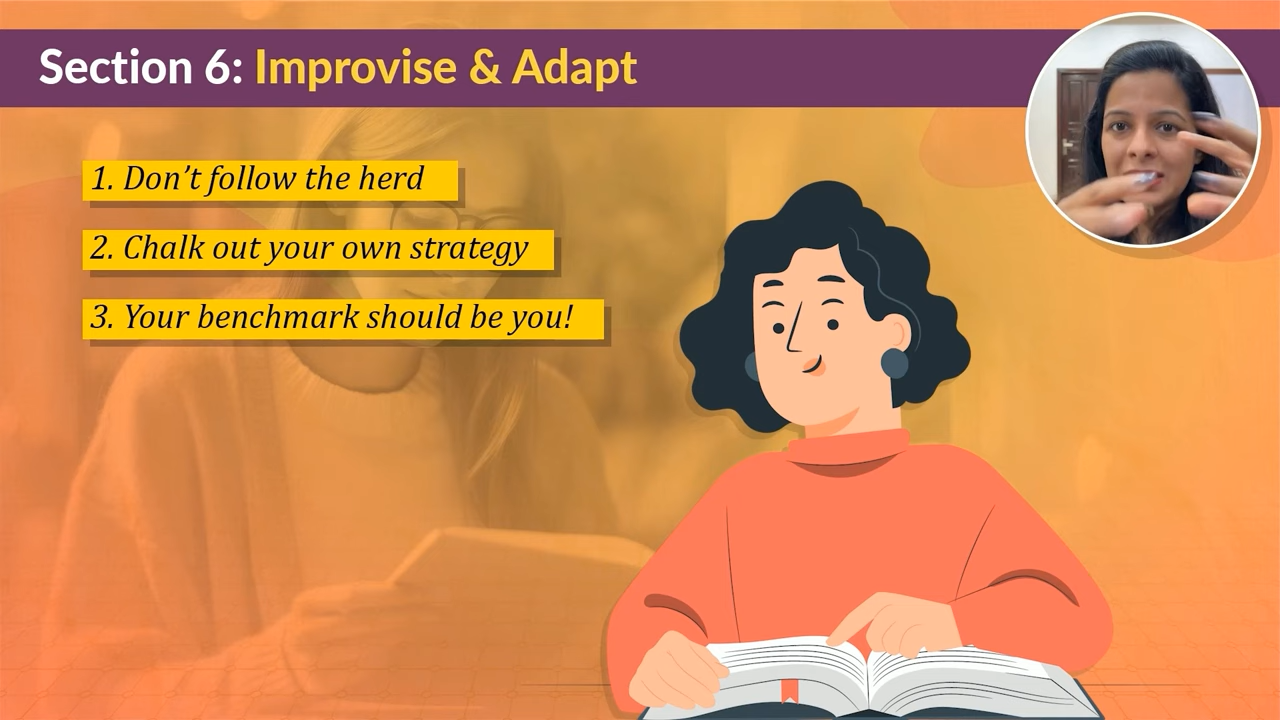 Section 6: Improvise & Adapt
1. Don’t follow the herd
2. Chalk out your own strategy
3. Your benchmark should be you!